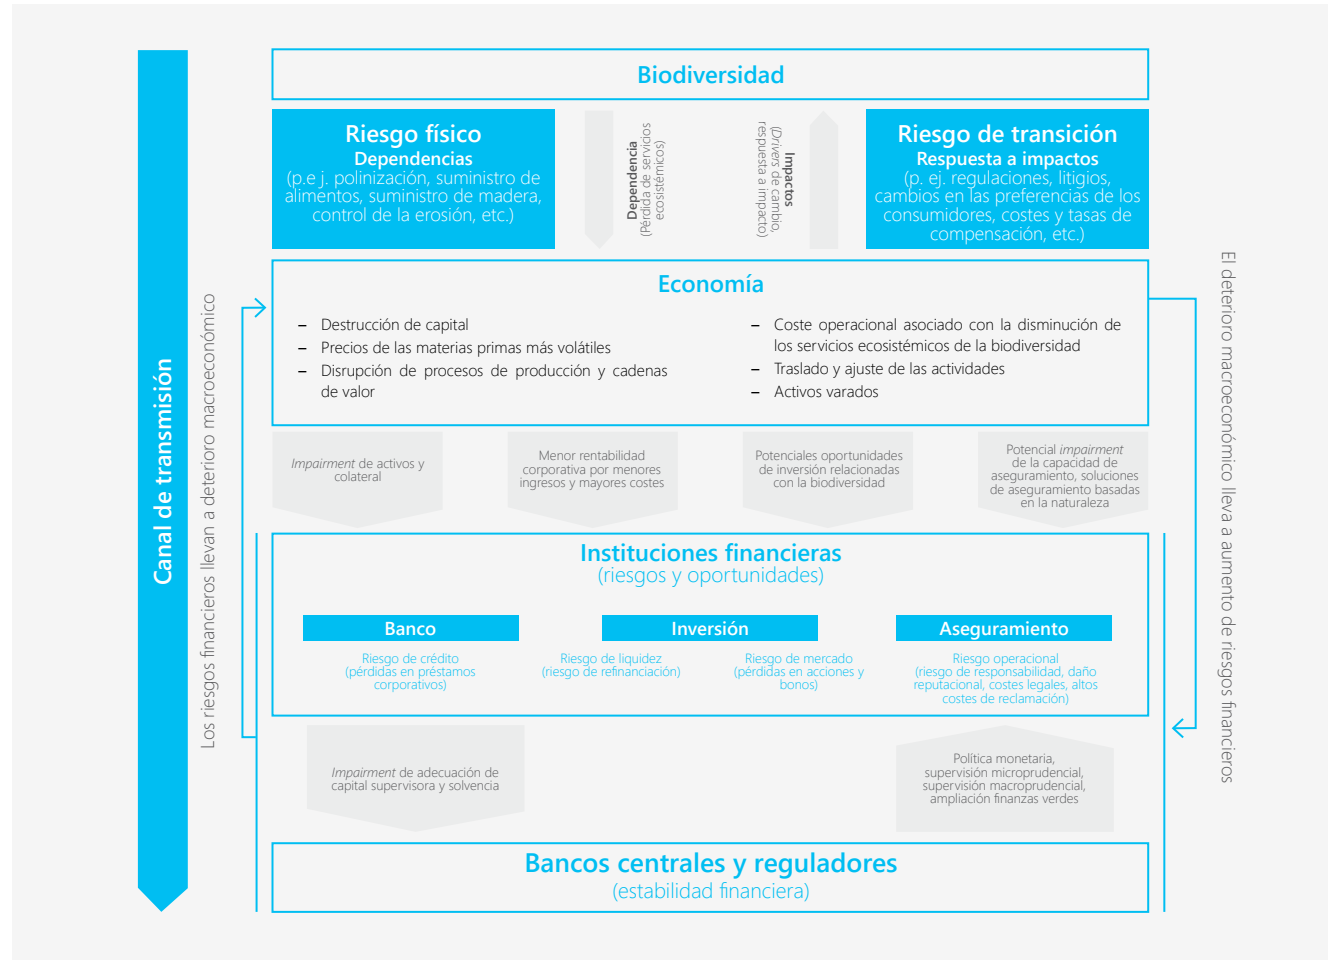 Biodiversidad
Riesgo físico
Dependencias
(p.e j. polinización, suministro de
alimentos, suministro de madera,
control de la erosión, etc.)
Dependencia
(Pérdida de servicios
ecosistémicos)
Impactos
(Drivers de cambio,
respuesta a impacto)
Riesgo de transición
Respuesta a impactos
(p. ej. regulaciones, litigios,
cambios en las preferencias de los
consumidores, costes y tasas de
compensación, etc.)
Canal de transmisión
Los riesgos financieros llevan a deterioro macroeconómico
El deterioro macroeconómico lleva a aumento de riesgos financieros
Economía
– Destrucción de capital
– Precios de las materias primas más volátiles
– Disrupción de procesos de producción y cadenas
de valor
– Coste operacional asociado con la disminución de
los servicios ecosistémicos de la biodiversidad
– Traslado y ajuste de las actividades
– Activos varados
Impairment de activos y
colateral
Menor rentabilidad
corporativa por menores
ingresos y mayores costes
Potenciales oportunidades
de inversión relacionadas
con la biodiversidad
Potencial impairment
de la capacidad de
aseguramiento, soluciones
de aseguramiento basadas
en la naturaleza
Instituciones financieras
(riesgos y oportunidades)
Banco
Inversión
Aseguramiento
Riesgo de crédito
(pérdidas en préstamos
corporativos)
Riesgo de liquidez
(riesgo de refinanciación)
Riesgo de mercado
(pérdidas en acciones y
bonos)
Riesgo operacional
(riesgo de responsabilidad, daño
reputacional, costes legales, altos
costes de reclamación)
Impairment de adecuación de
capital supervisora y solvencia
Política monetaria,
supervisión microprudencial,
supervisión macroprudencial,
ampliación finanzas verdes
Bancos centrales y reguladores
(estabilidad financiera)